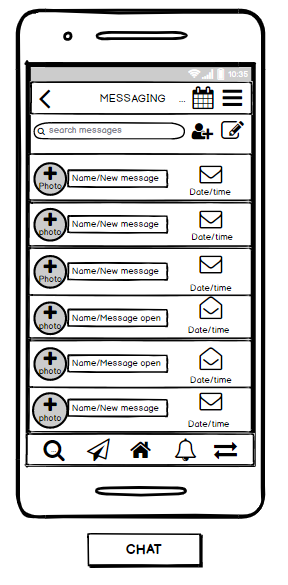 10:35
MESSAGING ...
search messages
Photo
Name/New message
Date/time
photo
Name/New message
Date/time
Photo
Name/New message
Date/time
photo
Name/Message open
Date/time
photo
Name/Message open
Date/time
photo
Name/New message
Date/time
CHAT